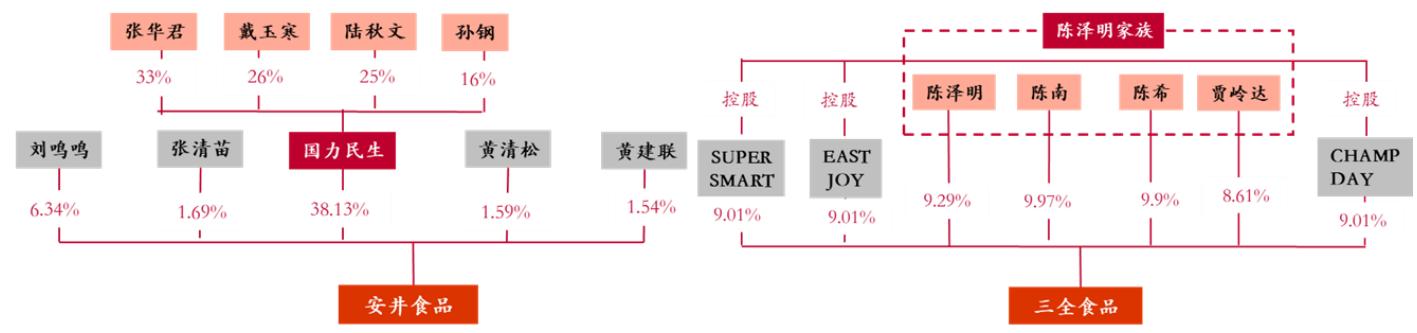 张华君 戴玉寒 陆秋文 孙钢
33% 26% 25% 16%
刘鸣鸣 张清苗 国力民生 黄清松 黄建联
6.34% 1.69% 38.13% 1.59% 1.54%
安井食品
陈泽明家族
控股 控股 陈泽明 陈南 陈希 贾岭达 控股
SUPER SMART
EAST JOY
CHAMP DAY
9.01% 9.01% 9.29% 9.97% 9.9% 8.61% 9.01%
三全食品